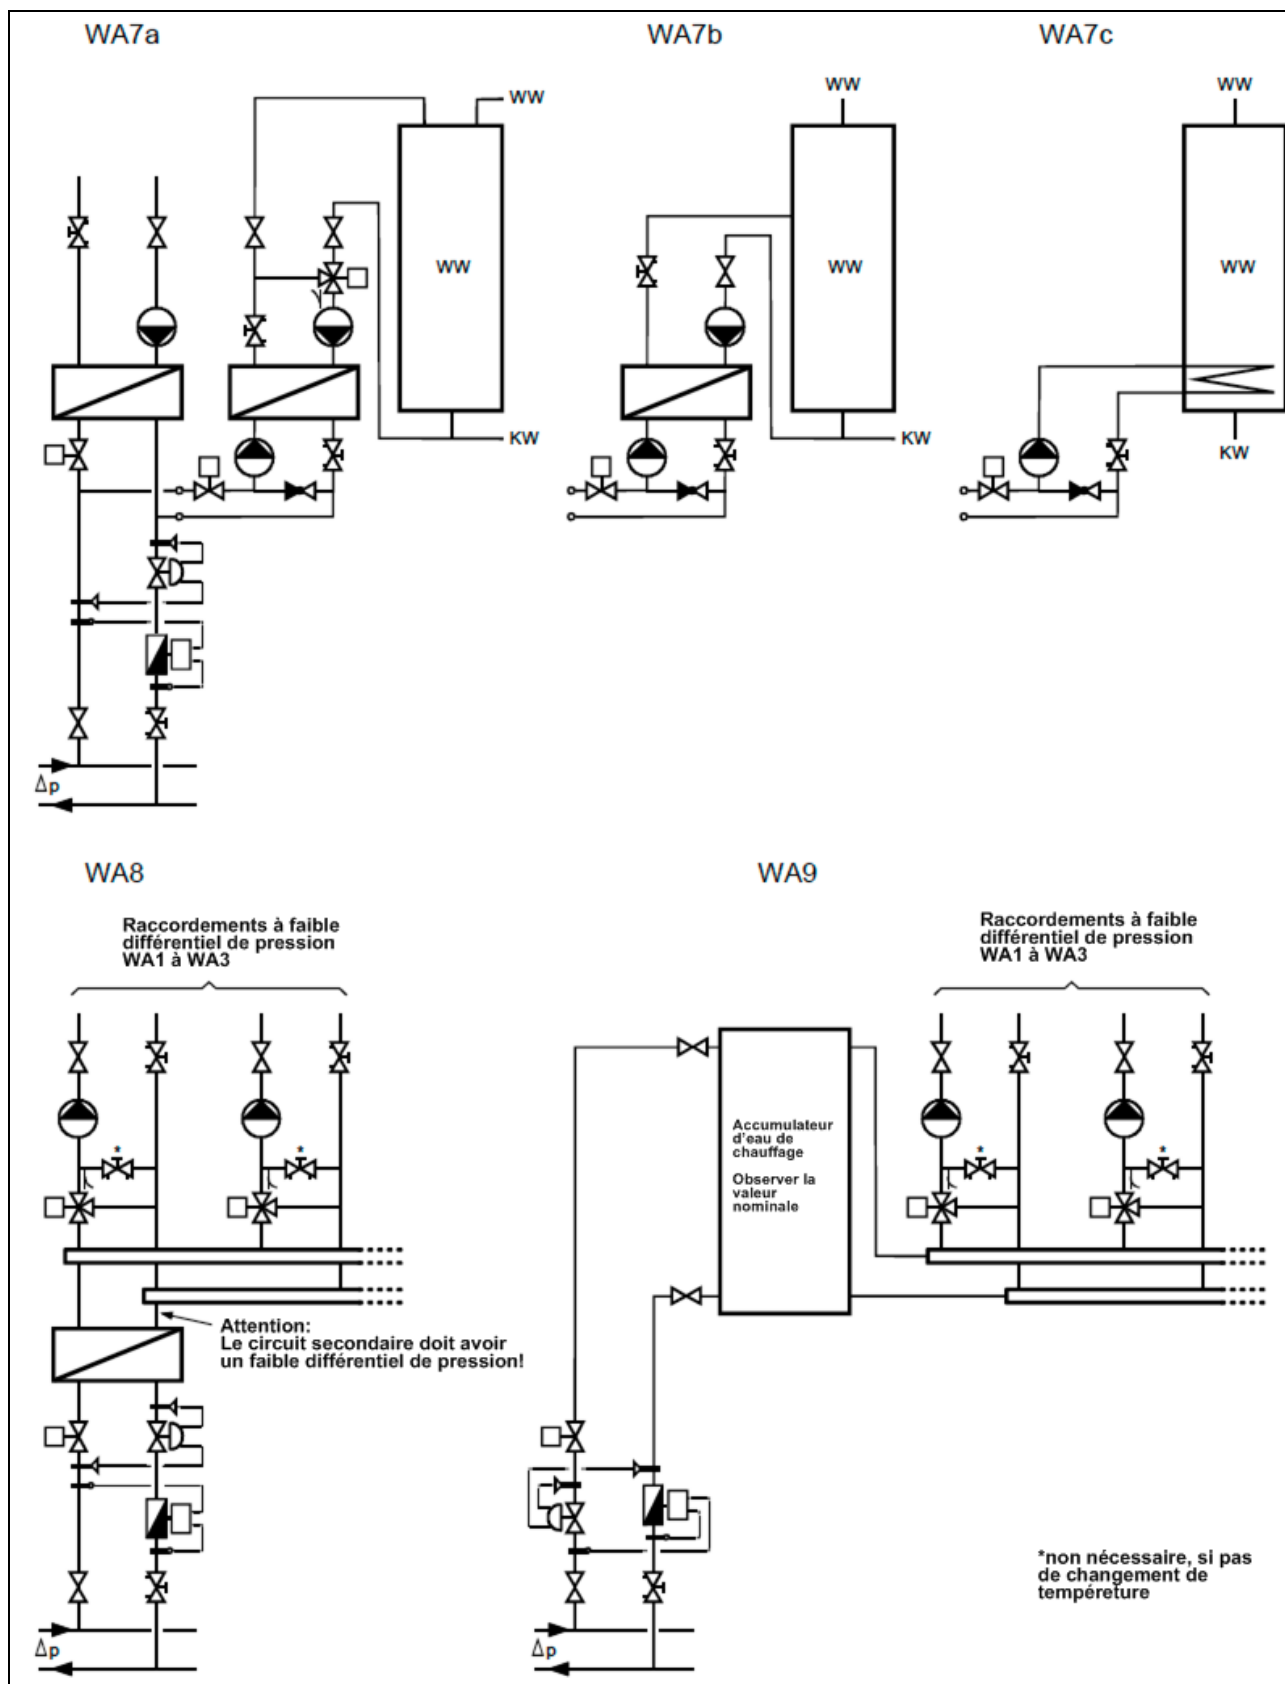 WA7a
WA7b
WA7c
WW
WW
WW
WW
WW
WW
KW
KW
KW
Δp
WA8
WA9
Raccordements à faible
différentiel de pression
WA1 à WA3
Raccordements à faible
différentiel de pression
WA1 à WA3
*
*
*
*
Accumulateur
d'eau de
chauffage
Observer la
valeur
nominale
Attention:
Le circuit secondaire doit avoir
un faible différentiel de pression!
*non nécessaire, si pas
de changement de
tempéreture
Δp
Δp